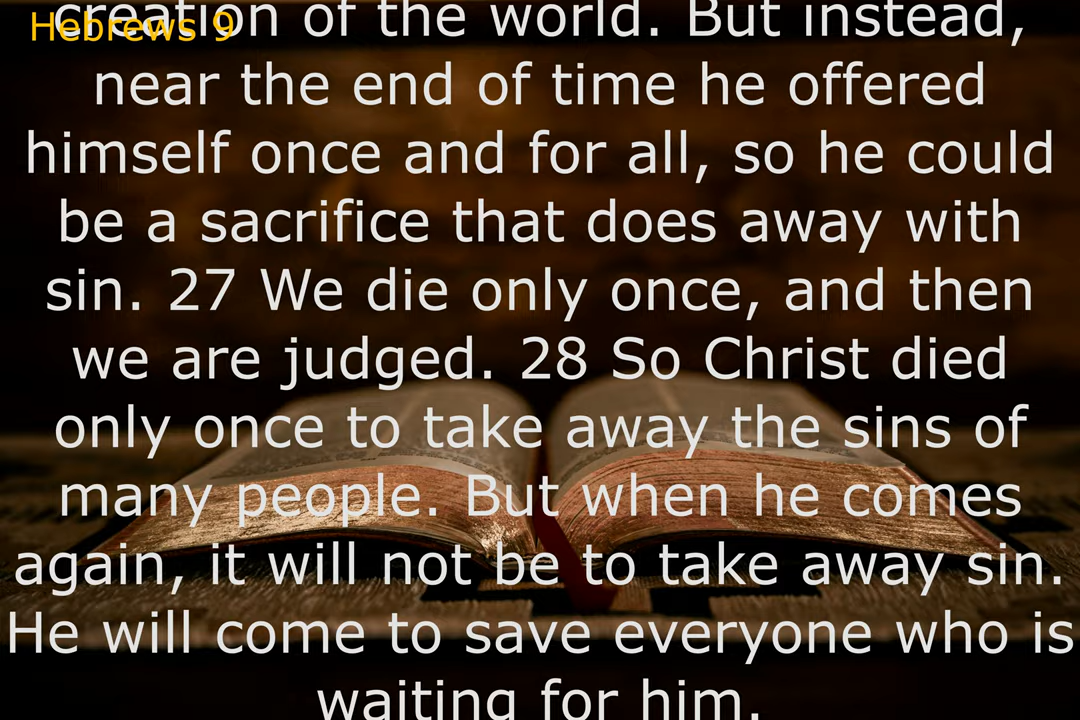 Hebrews 9
creation of the world. But instead,
near the end of time he offered
himself once and for all, so he could
be a sacrifice that does away with
sin. 27 We die only once, and then
we are judged. 28 So Christ died
only once to take away the sins of
many people. But when he comes
again, it will not be to take away sin.
He will come to save everyone who is
waiting for him.